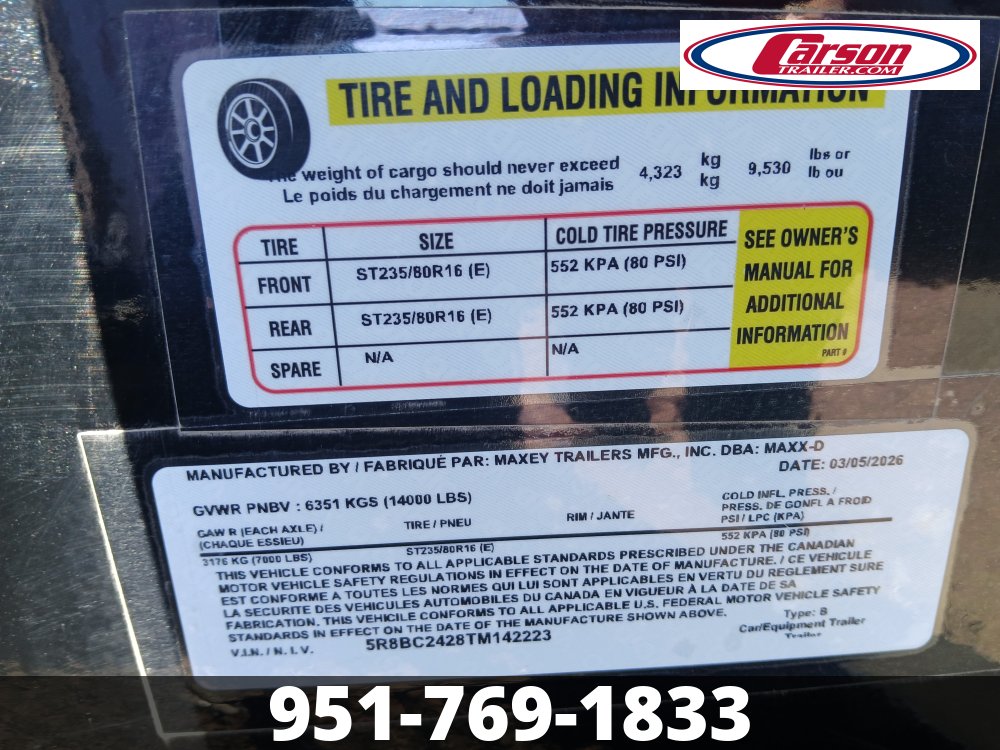 Carson
TRAILER.COM
TIRE AND LOADING INFORMATION
The weight of cargo should never exceed 4,323 kg 9,530 lbs or
Le poids du chargement ne doit jamais kg lb ou
TIRE SIZE COLD TIRE PRESSURE
FRONT ST235/80R16 (E) 552 KPA (80 PSI)
REAR ST235/80R16 (E) 552 KPA (80 PSI)
SPARE N/A N/A
SEE OWNER'S
MANUAL FOR
ADDITIONAL
INFORMATION
PART #
MANUFACTURED BY / FABRIQUÉ PAR: MAXEY TRAILERS MFG., INC. DBA: MAXX-D
DATE: 03/05/2026
GVWR PNBV : 6351 KGS (14000 LBS)
GAWR (EACH AXLE) /
(CHAQUE ESSIEU)
TIRE / PNEU
RIM / JANTE
COLD INFL. PRESS. /
PRESS. DE GONFL A FROID
PSI / LPC (KPA)
3176 KG (7000 LBS) ST235/80R16 (E) 552 KPA (80 PSI)
THIS VEHICLE CONFORMS TO ALL APPLICABLE STANDARDS PRESCRIBED UNDER THE CANADIAN
MOTOR VEHICLE SAFETY REGULATIONS IN EFFECT ON THE DATE OF MANUFACTURE. / CE VEHICULE
EST CONFORME A TOUTES LES NORMES QUI LUI SONT APPLICABLES EN VERTU DU REGLEMENT SURE
LA SECURITE DES VEHICULES AUTOMOBILES DU CANADA EN VIGUEUR À LA DATE DE SA
FABRICATION. THIS VEHICLE CONFORMS TO ALL APPLICABLE U.S. FEDERAL MOTOR VEHICLE SAFETY
STANDARDS IN EFFECT ON THE DATE OF THE MANUFACTURE SHOWN ABOVE.
Type: B
Car/Equipment Trailer
Trailer
V.I.N. / N.I.V. 5R8BC2428TM142223
951-769-1833